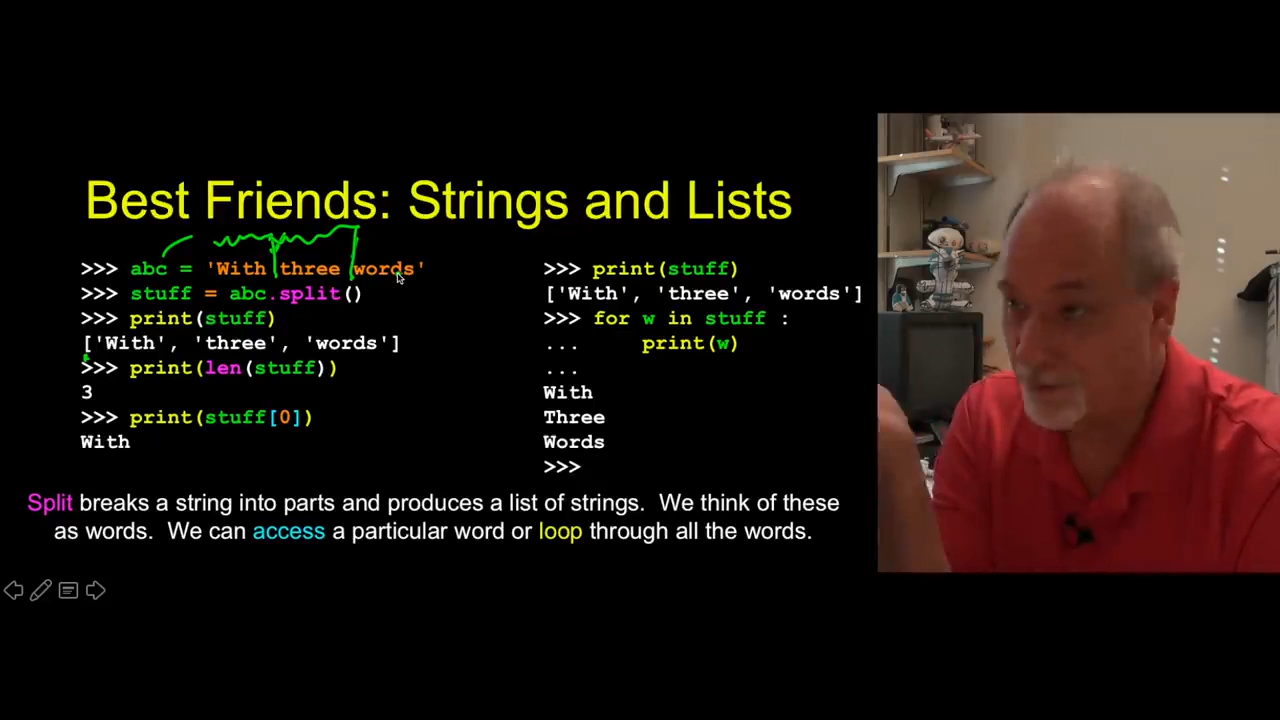 Best Friends: Strings and Lists
>>> abc = 'With three words'
>>> stuff = abc.split()
>>> print(stuff)
['With', 'three', 'words']
>>> print(len(stuff))
3
>>> print(stuff[0])
With
>>> print(stuff)
['With', 'three', 'words']
>>> for w in stuff :
...     print(w)
...
With
Three
Words
>>>
Split breaks a string into parts and produces a list of strings.  We think of these
as words.  We can access a particular word or loop through all the words.